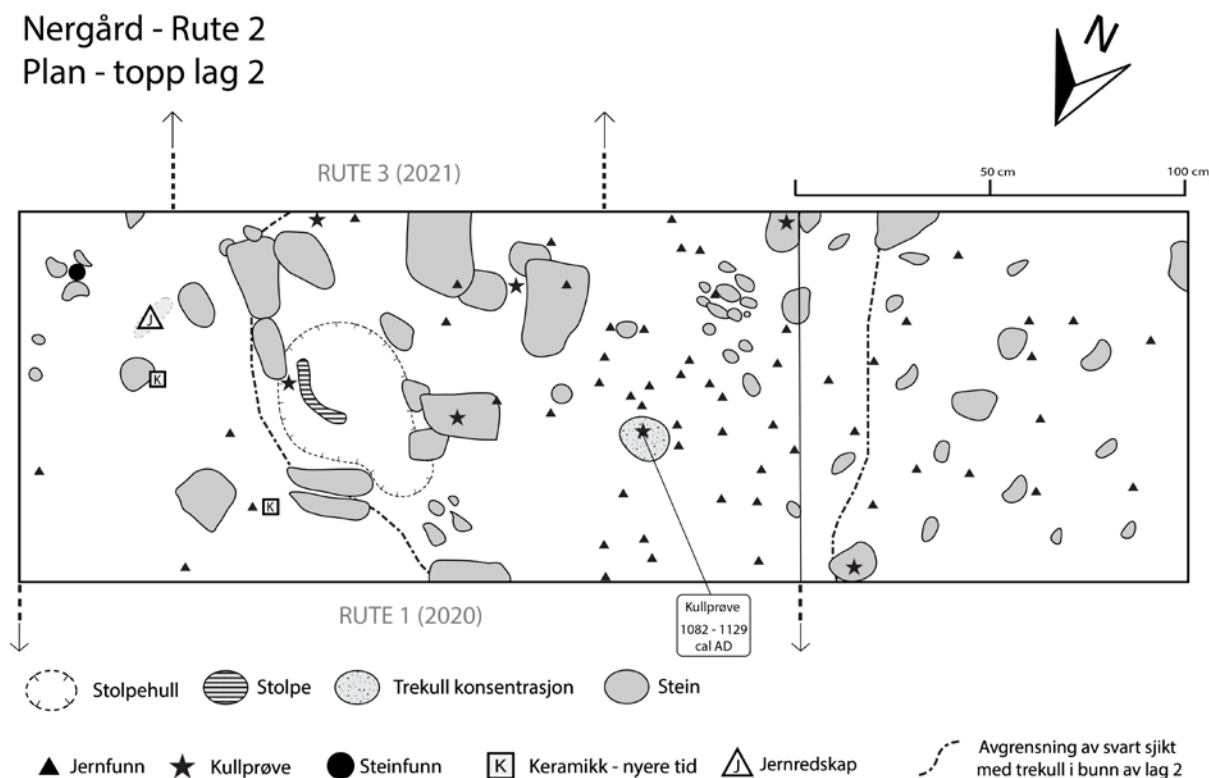 Nergård - Rute 2
Plan - topp lag 2
N
RUTE 3 (2021)
50 cm
100 cm
J
K
K
RUTE 1 (2020)
Kullprøve
1082 - 1129
cal AD
Stolpehull
Stolpe
Trekull konsentrasjon
Stein
Jernfunn
Kullprøve
Steinfunn
K
Keramikk - nyere tid
J
Jernredskap
Avgrensning av svart sjikt
med trekull i bunn av lag 2